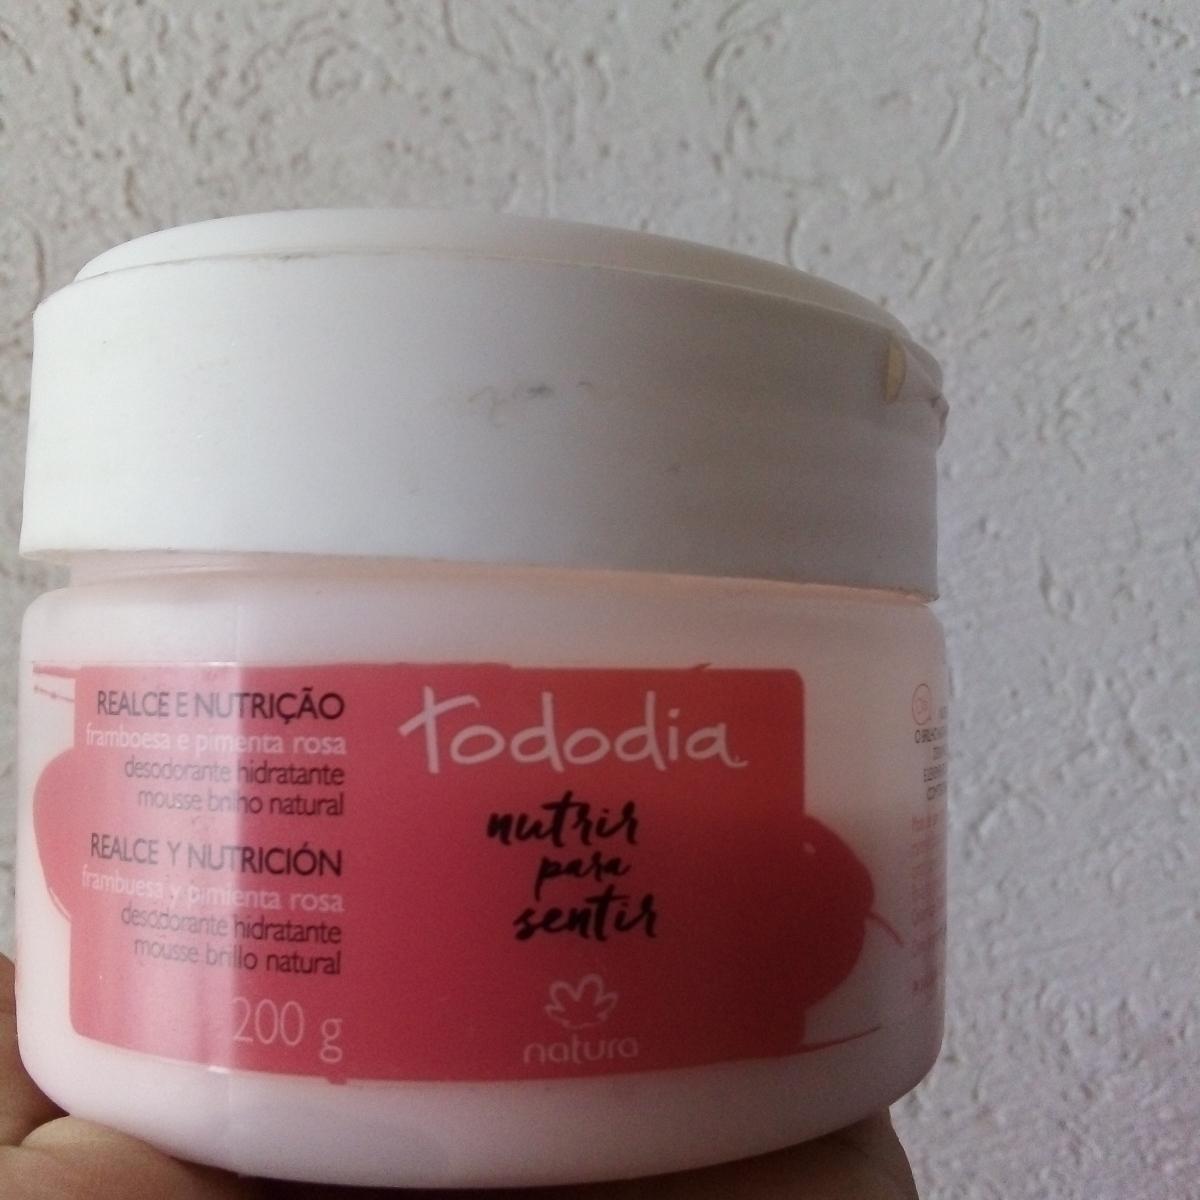 REALCE E NUTRIÇÃO
framboesa e pimenta rosa
desodorante hidratante
mousse brilho natural
REALCE Y NUTRICIÓN
frambuesa y pimienta rosa
desodorante hidratante
mousse brillo natural
200 g
tododia
nutrir
para
sentir
natura